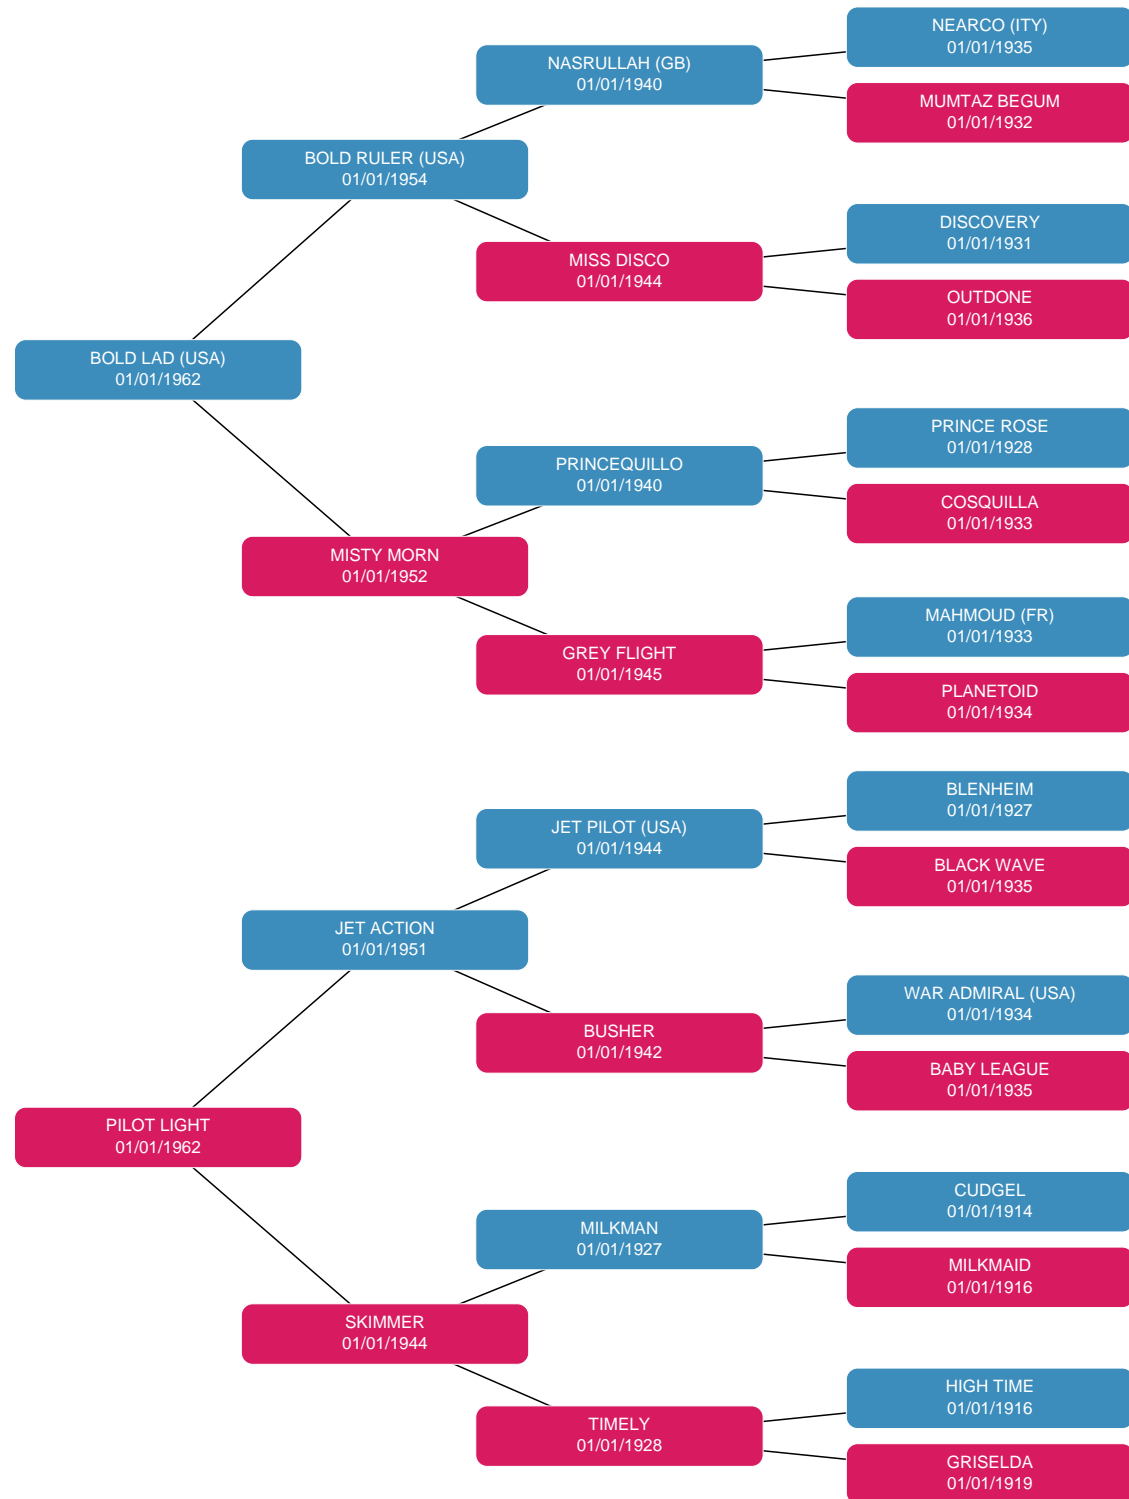 NEARCO (ITY)
01/01/1935
NASRULLAH (GB)
01/01/1940
MUMTAZ BEGUM
01/01/1932
BOLD RULER (USA)
01/01/1954
DISCOVERY
01/01/1931
MISS DISCO
01/01/1944
OUTDONE
01/01/1936
BOLD LAD (USA)
01/01/1962
PRINCE ROSE
01/01/1928
PRINCEQUILLO
01/01/1940
COSQUILLA
01/01/1933
MISTY MORN
01/01/1952
MAHMOUD (FR)
01/01/1933
GREY FLIGHT
01/01/1945
PLANETOID
01/01/1934
BLENHEIM
01/01/1927
JET PILOT (USA)
01/01/1944
BLACK WAVE
01/01/1935
JET ACTION
01/01/1951
WAR ADMIRAL (USA)
01/01/1934
BUSHER
01/01/1942
BABY LEAGUE
01/01/1935
PILOT LIGHT
01/01/1962
CUDGEL
01/01/1914
MILKMAN
01/01/1927
MILKMAID
01/01/1916
SKIMMER
01/01/1944
HIGH TIME
01/01/1916
TIMELY
01/01/1928
GRISELDA
01/01/1919